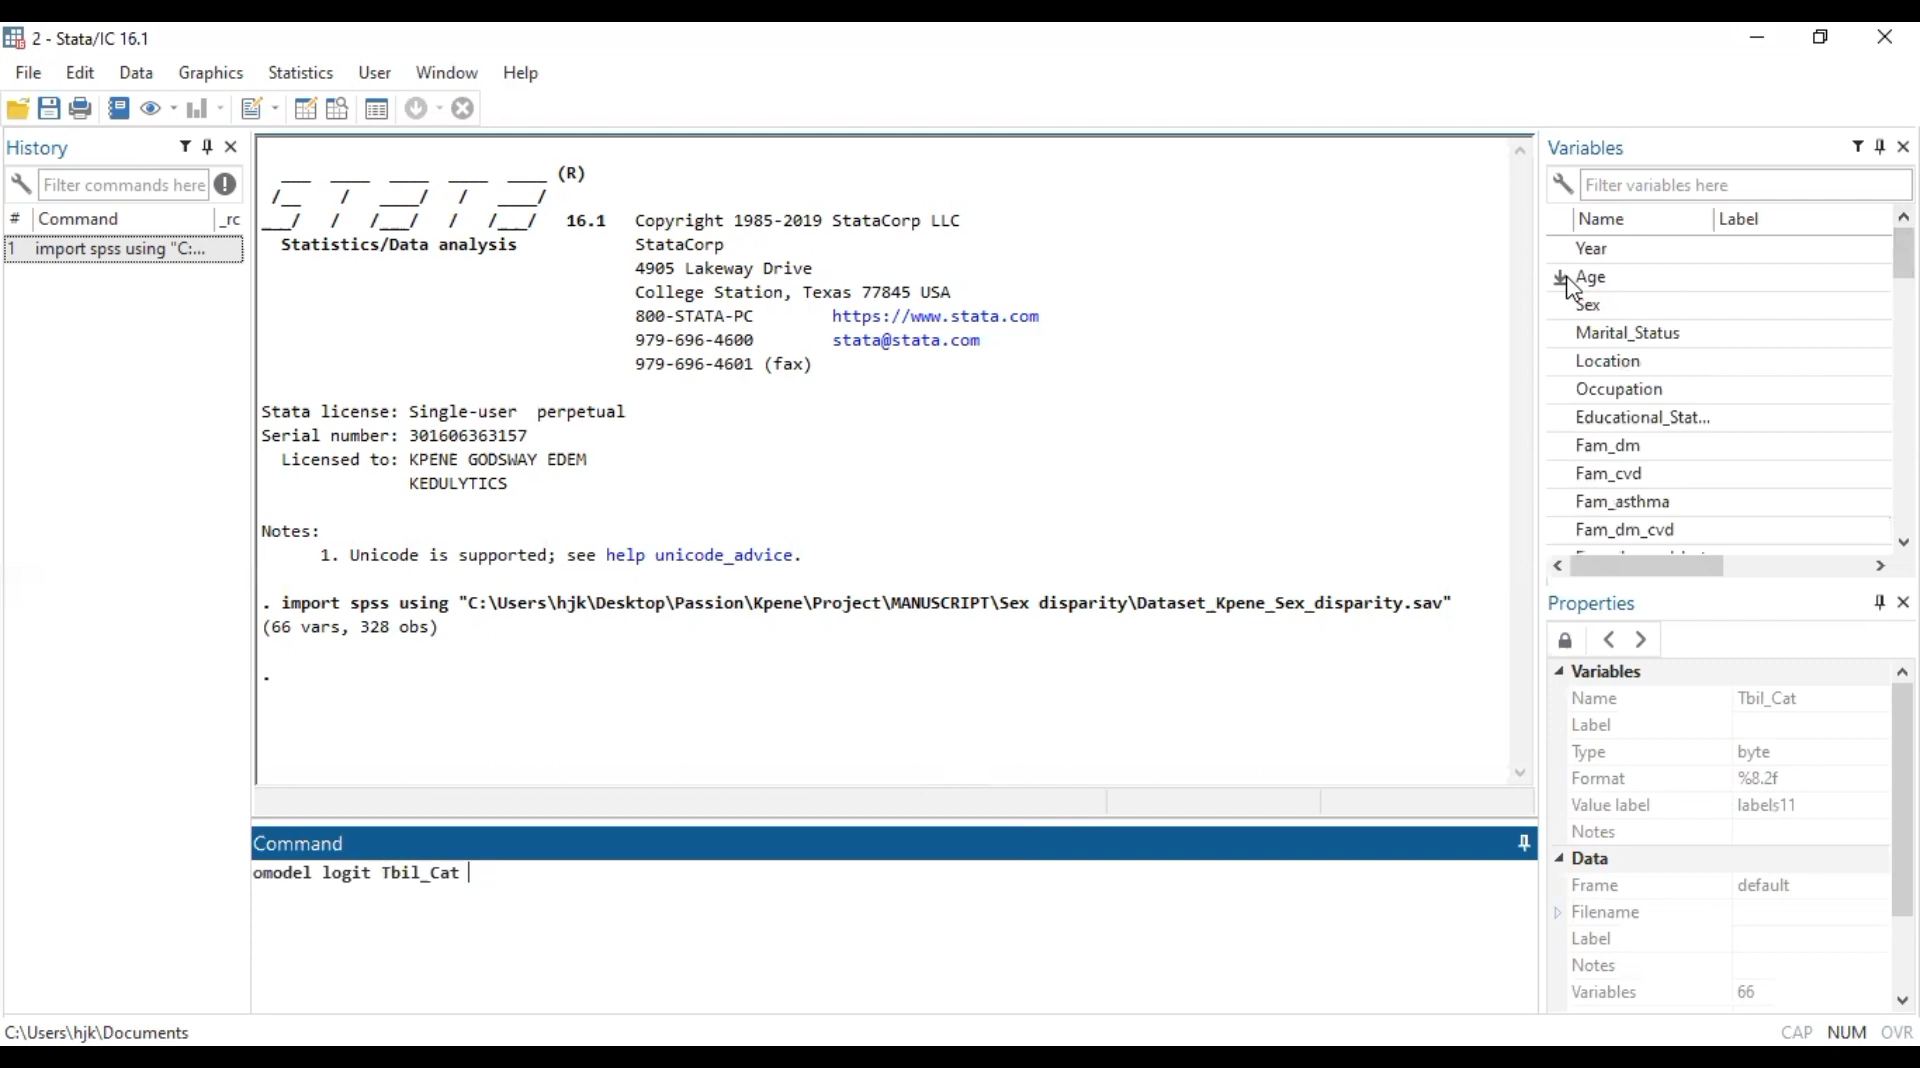 2 - Stata/IC 16.1
File Edit Data Graphics Statistics User Window Help
History
Filter commands here
# Command _rc
1 import spss using "C:...
(R)
16.1 Copyright 1985-2019 StataCorp LLC
Statistics/Data analysis StataCorp
4905 Lakeway Drive
College Station, Texas 77845 USA
800-STATA-PC https://www.stata.com
979-696-4600 stata@stata.com
979-696-4601 (fax)
Stata license: Single-user perpetual
Serial number: 301606363157
Licensed to: KPENE GODSWAY EDEM
KEDULYTICS
Notes:
1. Unicode is supported; see help unicode_advice.
. import spss using "C:\Users\hjk\Desktop\Passion\Kpene\Project\MANUSCRIPT\Sex disparity\Dataset_Kpene_Sex_disparity.sav"
(66 vars, 328 obs)
.
Command
omodel logit Tbil_Cat
Variables
Filter variables here
Name Label
Year
Age
Sex
Marital_Status
Location
Occupation
Educational_Stat...
Fam_dm
Fam_cvd
Fam_asthma
Fam_dm_cvd
Properties
Variables
Name Tbil_Cat
Label
Type byte
Format %8.2f
Value label labels11
Notes
Data
Frame default
Filename
Label
Notes
Variables 66
C:\Users\hjk\Documents
CAP NUM OVR